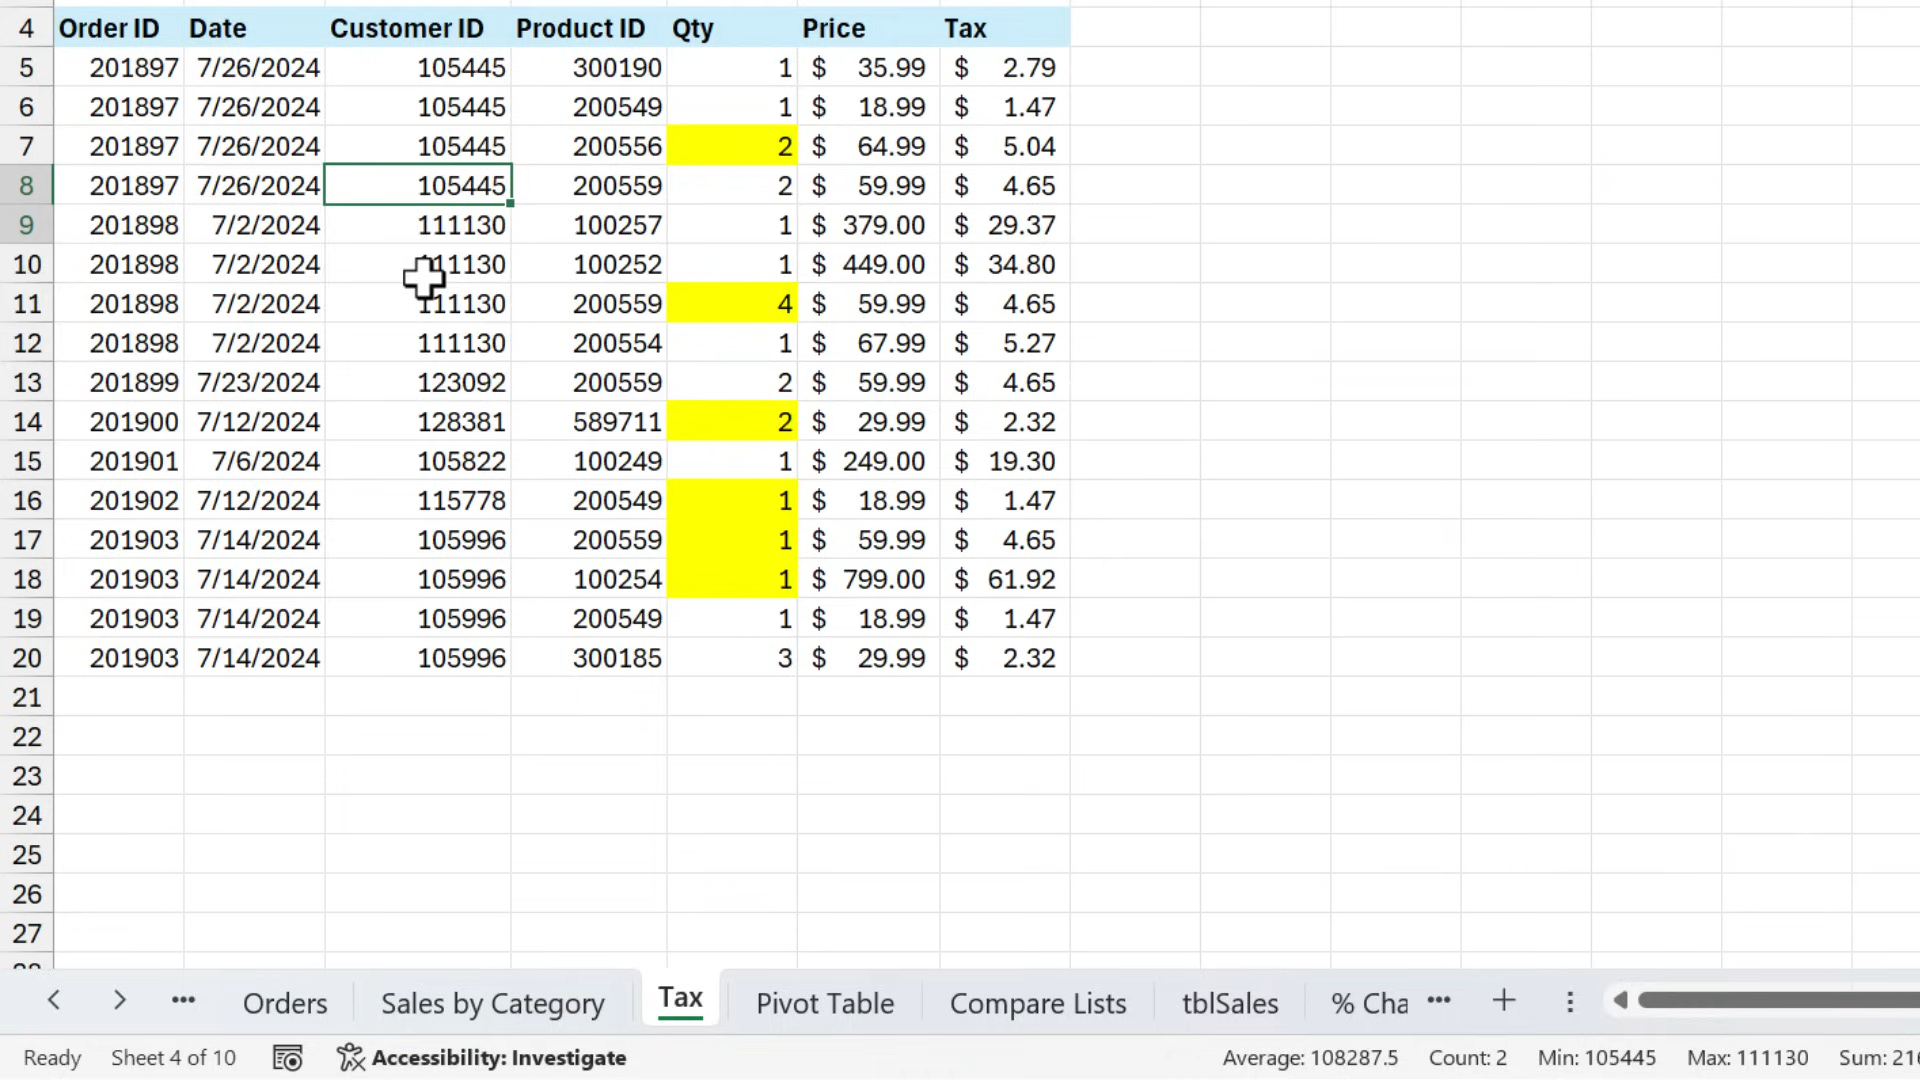 4 Order ID Date Customer ID Product ID Qty Price Tax
5 201897 7/26/2024 105445 300190 1 $ 35.99 $ 2.79
6 201897 7/26/2024 105445 200549 1 $ 18.99 $ 1.47
7 201897 7/26/2024 105445 200556 2 $ 64.99 $ 5.04
8 201897 7/26/2024 105445 200559 2 $ 59.99 $ 4.65
9 201898 7/2/2024 111130 100257 1 $ 379.00 $ 29.37
10 201898 7/2/2024 111130 100252 1 $ 449.00 $ 34.80
11 201898 7/2/2024 111130 200559 4 $ 59.99 $ 4.65
12 201898 7/2/2024 111130 200554 1 $ 67.99 $ 5.27
13 201899 7/23/2024 123092 200559 2 $ 59.99 $ 4.65
14 201900 7/12/2024 128381 589711 2 $ 29.99 $ 2.32
15 201901 7/6/2024 105822 100249 1 $ 249.00 $ 19.30
16 201902 7/12/2024 115778 200549 1 $ 18.99 $ 1.47
17 201903 7/14/2024 105996 200559 1 $ 59.99 $ 4.65
18 201903 7/14/2024 105996 100254 1 $ 799.00 $ 61.92
19 201903 7/14/2024 105996 200549 1 $ 18.99 $ 1.47
20 201903 7/14/2024 105996 300185 3 $ 29.99 $ 2.32
21
22
23
24
25
26
27
Orders Sales by Category Tax Pivot Table Compare Lists tblSales % Cha
Ready Sheet 4 of 10 Accessibility: Investigate Average: 108287.5 Count: 2 Min: 105445 Max: 111130 Sum: 21